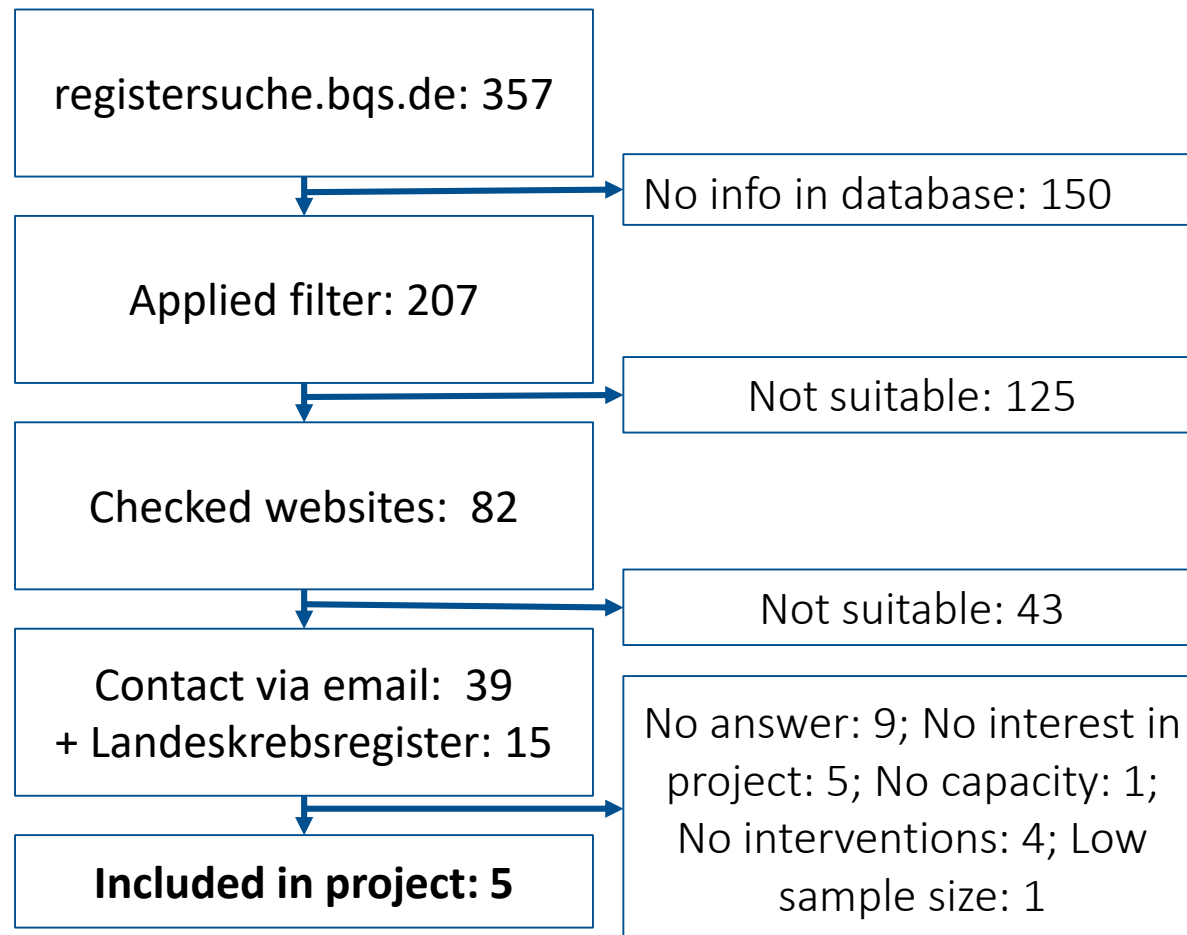 registersuche.bqs.de: 357
No info in database: 150
Applied filter: 207
Not suitable: 125
Checked websites: 82
Not suitable: 43
Contact via email: 39
+ Landeskrebsregister: 15
No answer: 9; No interest in
project: 5; No capacity: 1;
No interventions: 4; Low
sample size: 1
Included in project: 5